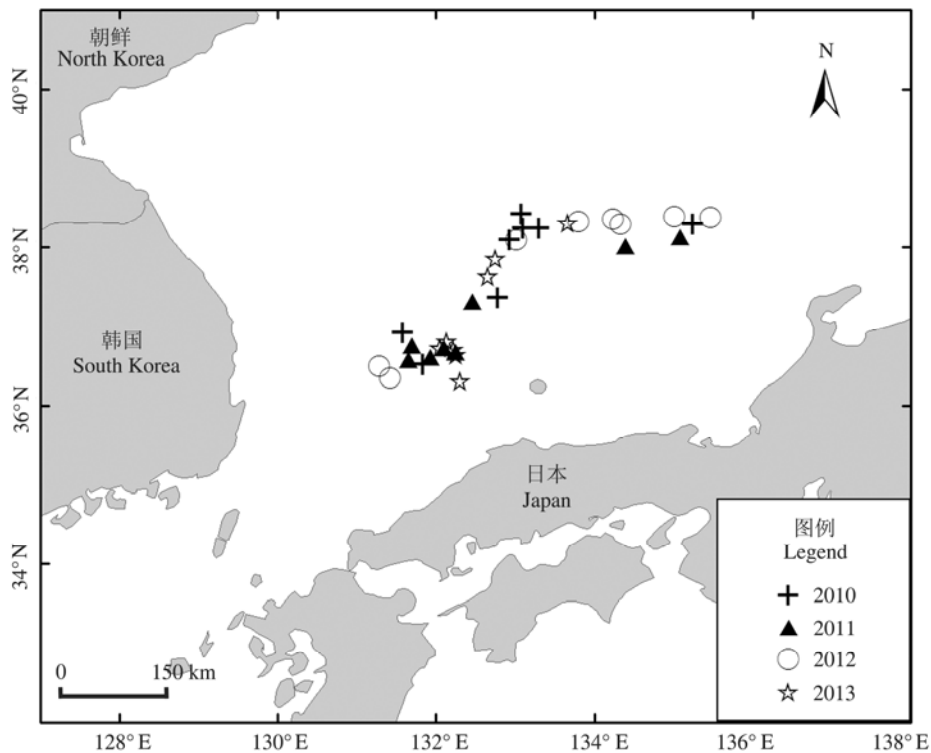 朝鲜
North Korea
N
40°N
38°N
韩国
South Korea
36°N
日本
Japan
34°N
图例
Legend
2010
2011
2012
2013
0 150 km
128°E 130°E 132°E 134°E 136°E 138°E